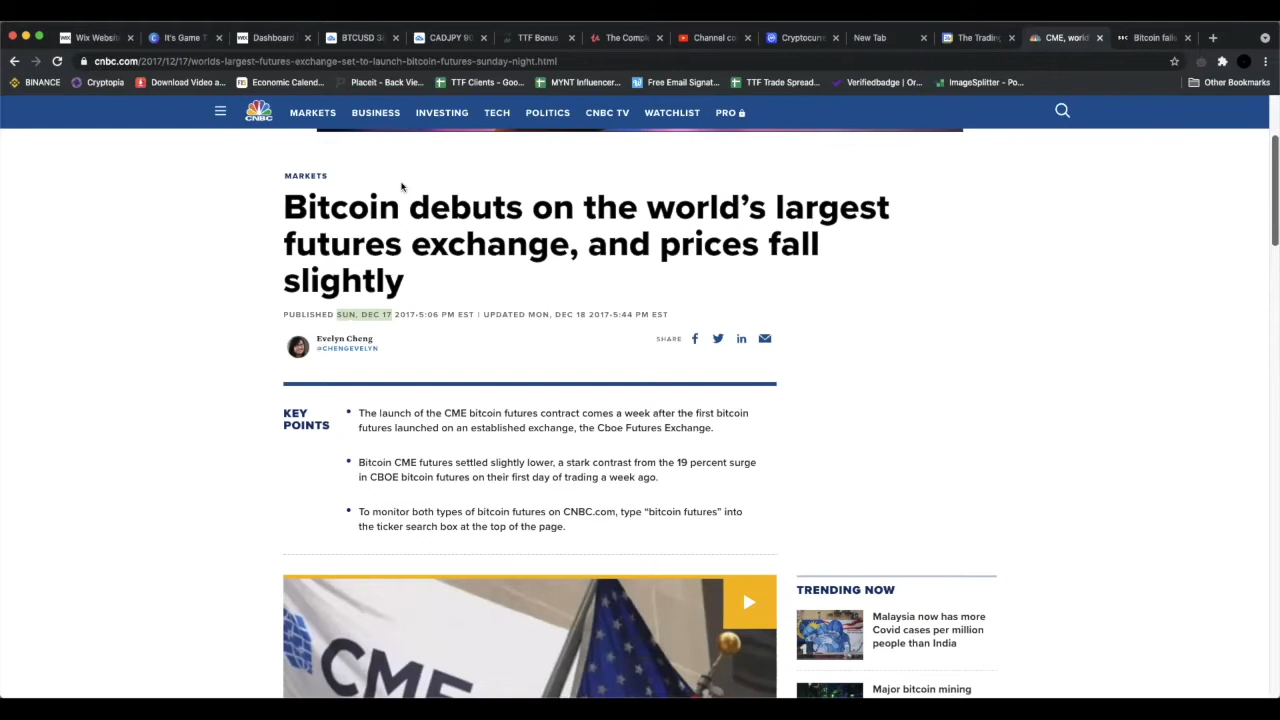 Wix Websit
It's Game T
Dashboard
BTCUSD 3
CADJPY 90
TTF Bonus
The Compl
Channel co
Cryptocurr
New Tab
The Trading
CME, world
Bitcoin falls
cnbc.com/2017/12/17/worlds-largest-futures-exchange-set-to-launch-bitcoin-futures-sunday-night.html
BINANCE
Cryptopia
Download Video a...
Economic Calend...
Placeit - Back Vie...
TTF Clients - Goo...
MYNT Influencer...
Free Email Signat...
TTF Trade Spread...
Verifiedbadge | Or...
ImageSplitter - Po...
Other Bookmarks
CNBC
MARKETS BUSINESS INVESTING TECH POLITICS CNBC TV WATCHLIST PRO
MARKETS
Bitcoin debuts on the world's largest
futures exchange, and prices fall
slightly
PUBLISHED SUN, DEC 17 2017•5:06 PM EST | UPDATED MON, DEC 18 2017•5:44 PM EST
Evelyn Cheng
@CHENGEVELYN
SHARE
KEY
POINTS
The launch of the CME bitcoin futures contract comes a week after the first bitcoin
futures launched on an established exchange, the Cboe Futures Exchange.
Bitcoin CME futures settled slightly lower, a stark contrast from the 19 percent surge
in CBOE bitcoin futures on their first day of trading a week ago.
To monitor both types of bitcoin futures on CNBC.com, type “bitcoin futures” into
the ticker search box at the top of the page.
CME
TRENDING NOW
1
Malaysia now has more
Covid cases per million
people than India
Major bitcoin mining